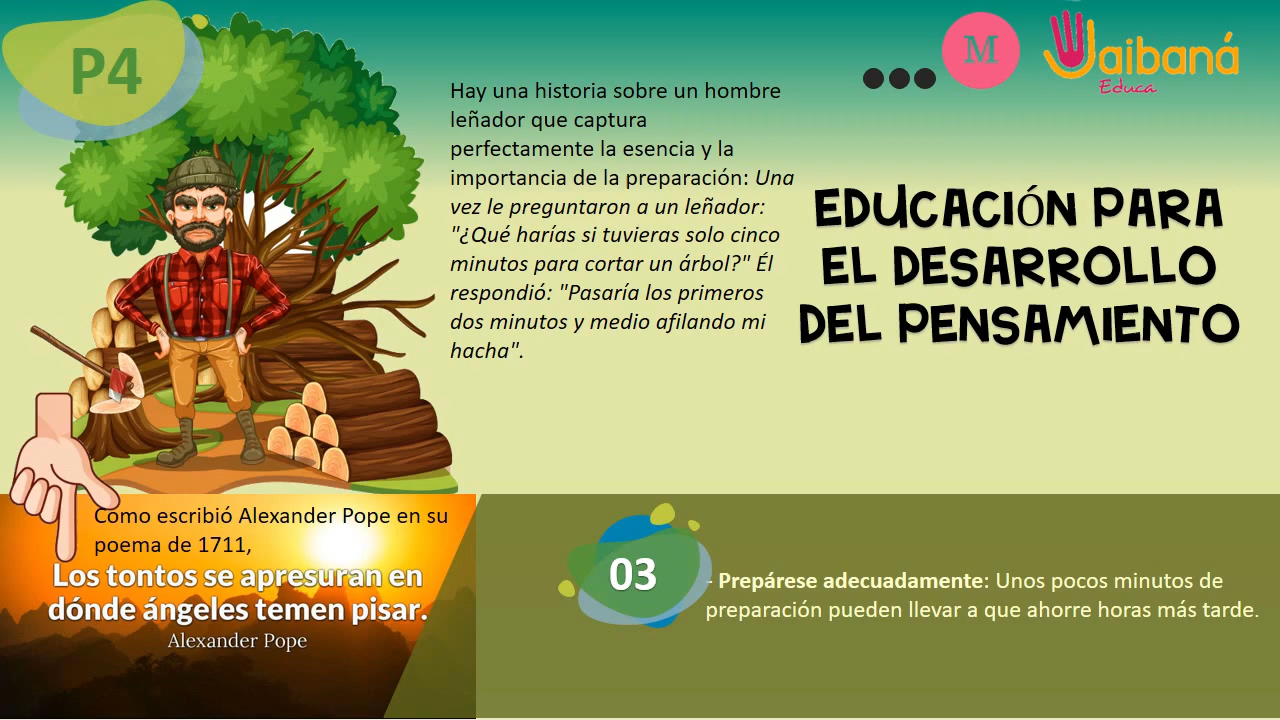 P4
M
Jaibaná
Educa
Hay una historia sobre un hombre
leñador que captura
perfectamente la esencia y la
importancia de la preparación: Una
vez le preguntaron a un leñador:
"¿Qué harías si tuvieras solo cinco
minutos para cortar un árbol?" Él
respondió: "Pasaría los primeros
dos minutos y medio afilando mi
hacha".
EDUCACIÓN PARA
EL DESARROLLO
DEL PENSAMIENTO
Como escribió Alexander Pope en su
poema de 1711,
Los tontos se apresuran en
dónde ángeles temen pisar.
Alexander Pope
03
- Prepárese adecuadamente: Unos pocos minutos de
preparación pueden llevar a que ahorre horas más tarde.